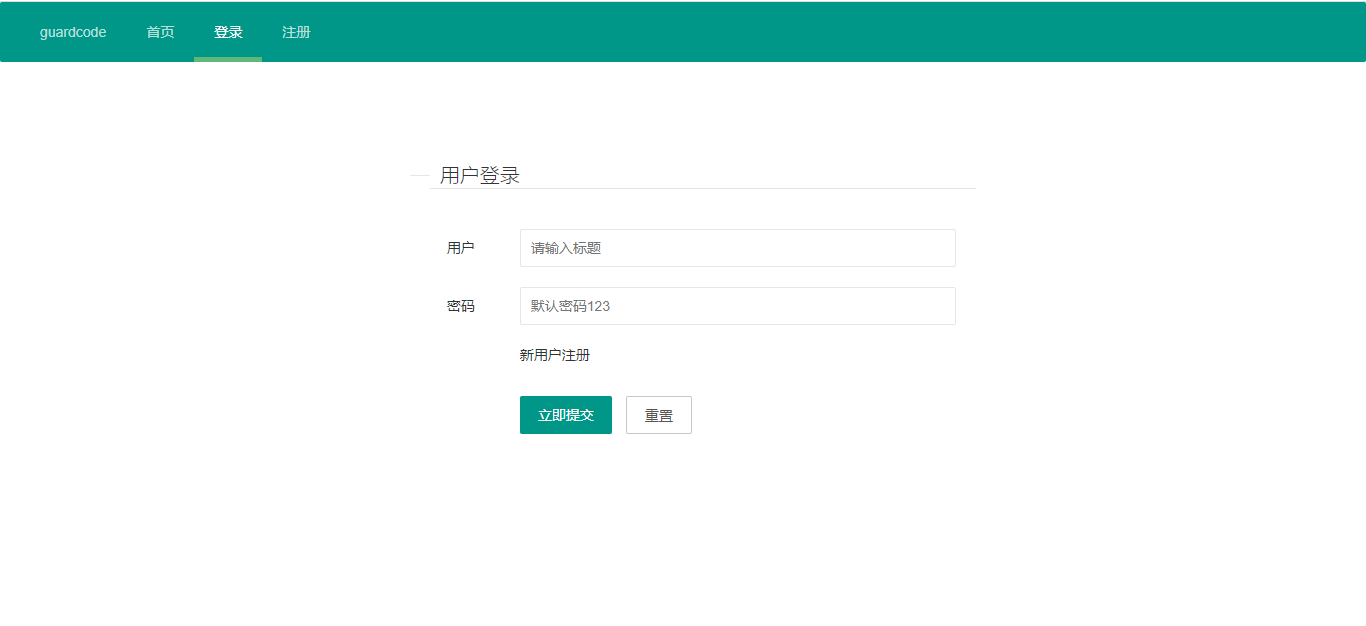 guardcode 首页 登录 注册
用户登录
用户 请输入标题
密码 默认密码123
新用户注册
立即提交 重置